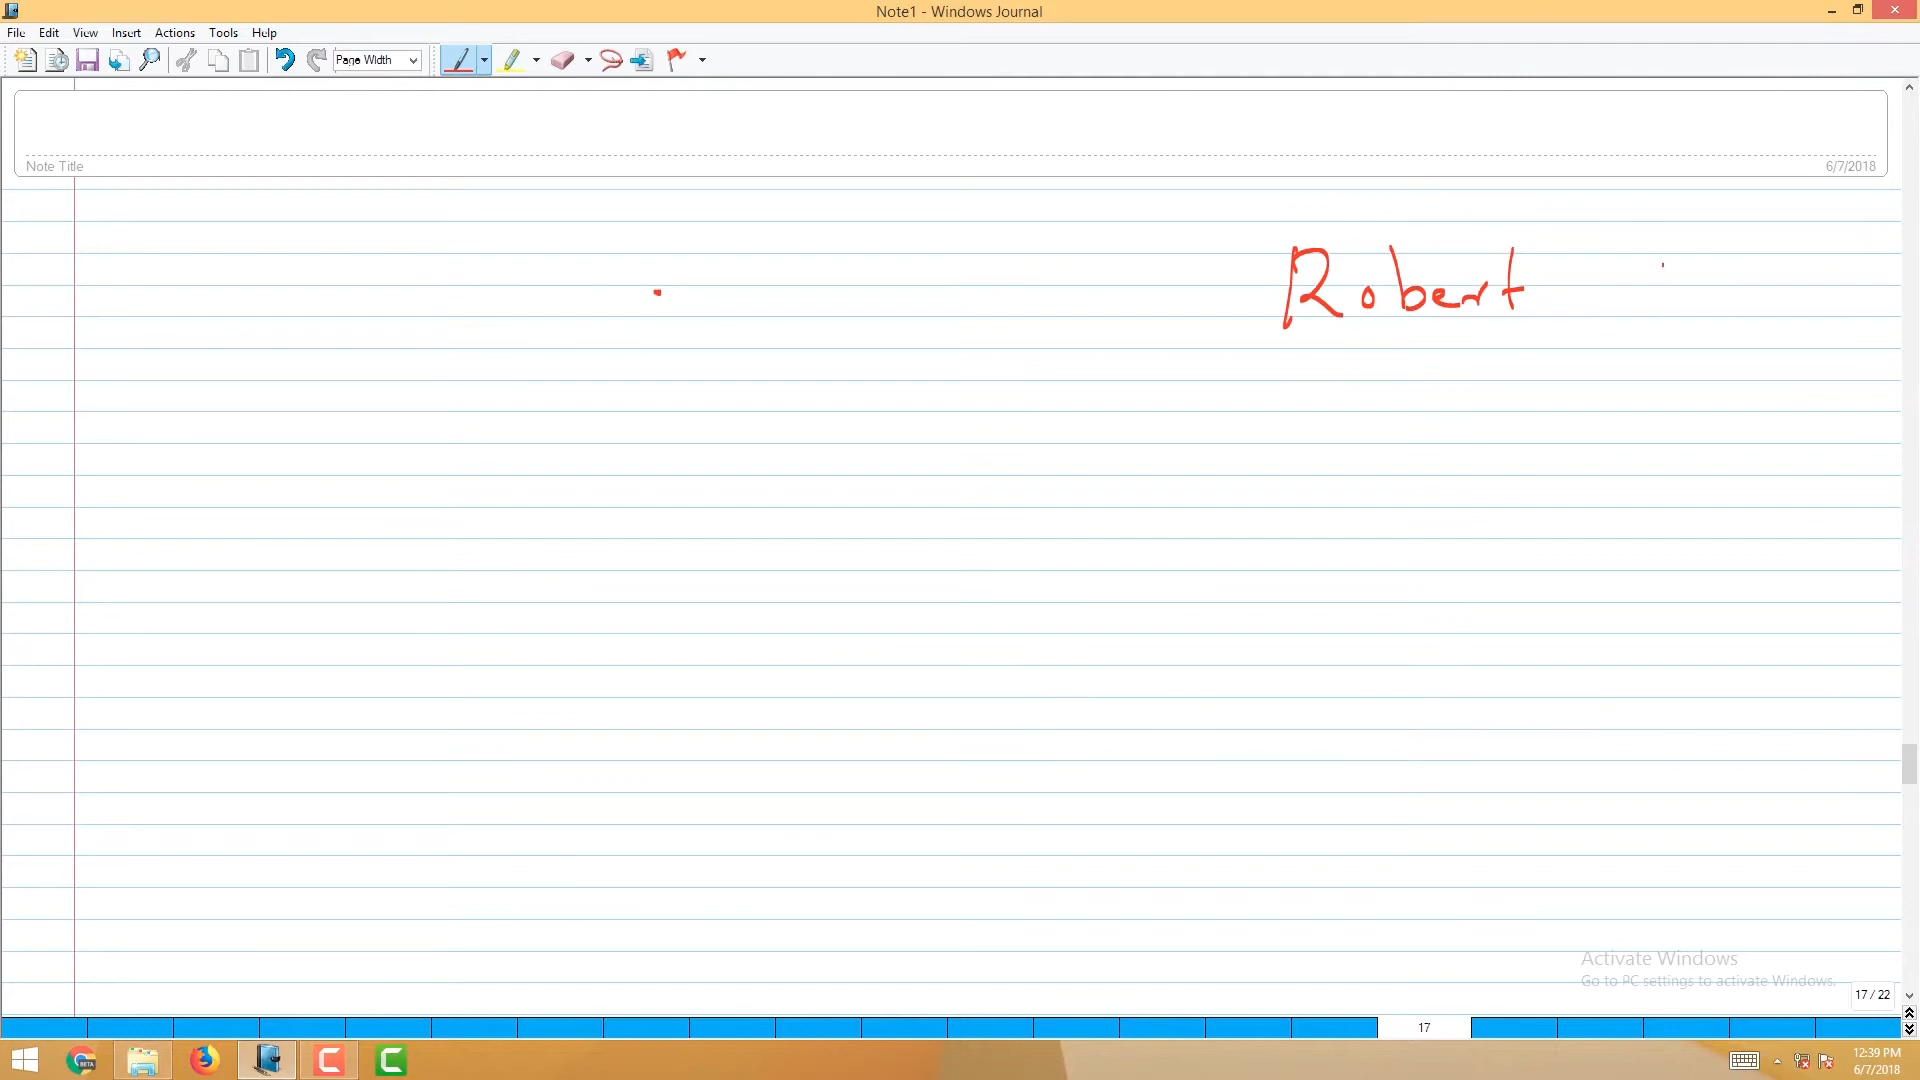 Note1 - Windows Journal
File Edit View Insert Actions Tools Help
Page Width
Note Title 6/7/2018
Robert
Activate Windows
Go to PC settings to activate Windows.
17 / 22
17
BETA
12:39 PM
6/7/2018